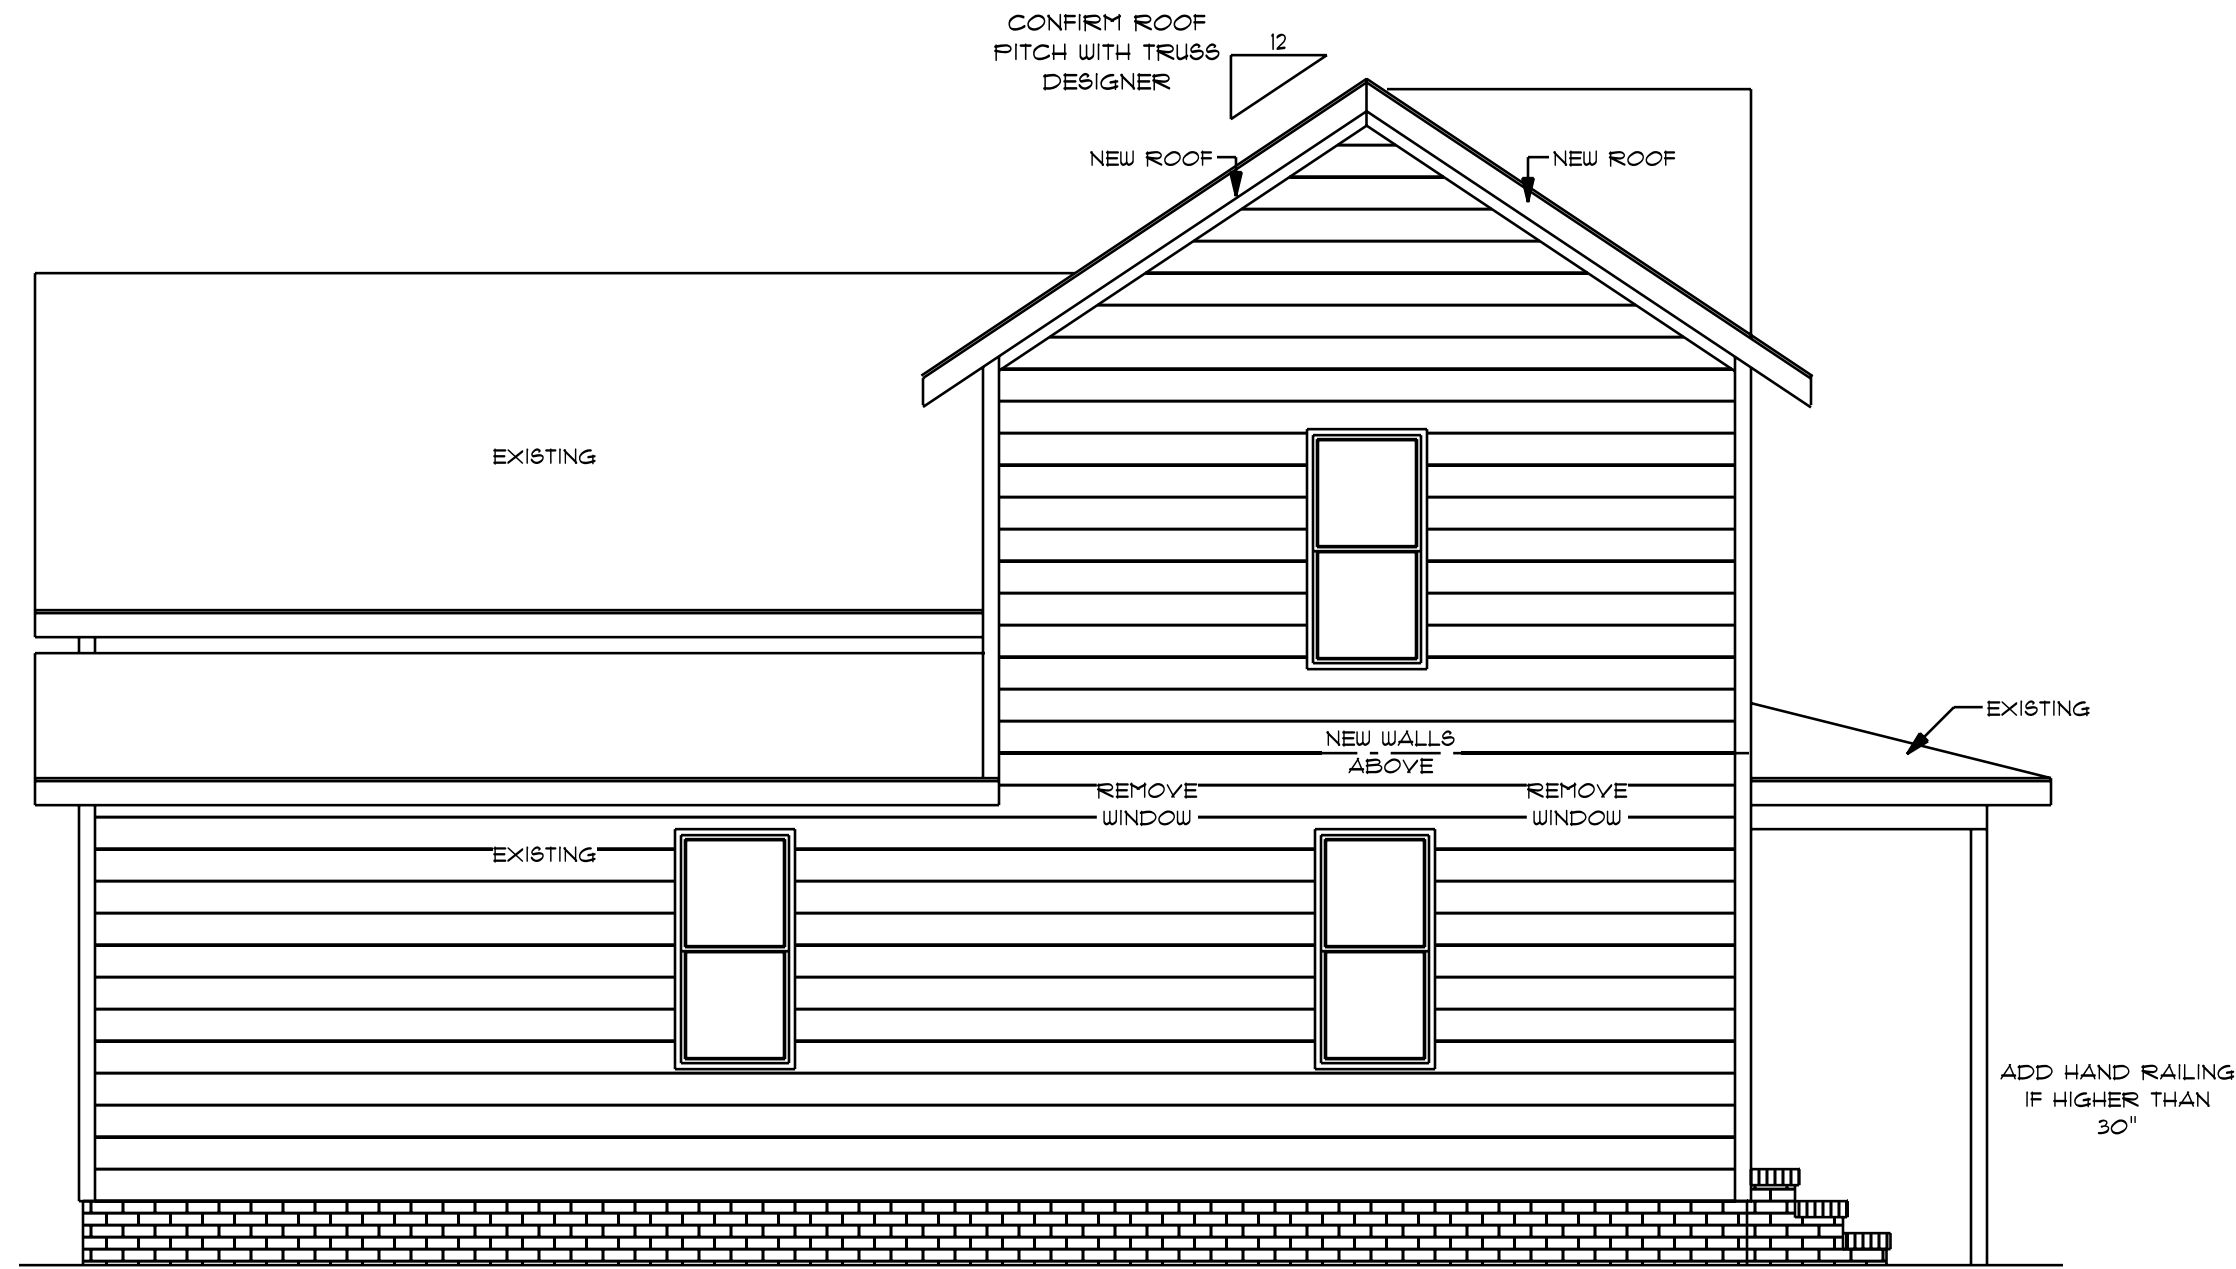 CONFIRM ROOF
PITCH WITH TRUSS
DESIGNER
12
NEW ROOF
NEW ROOF
EXISTING
EXISTING
NEW WALLS
ABOVE
REMOVE
WINDOW
REMOVE
WINDOW
EXISTING
ADD HAND RAILING
IF HIGHER THAN
30"